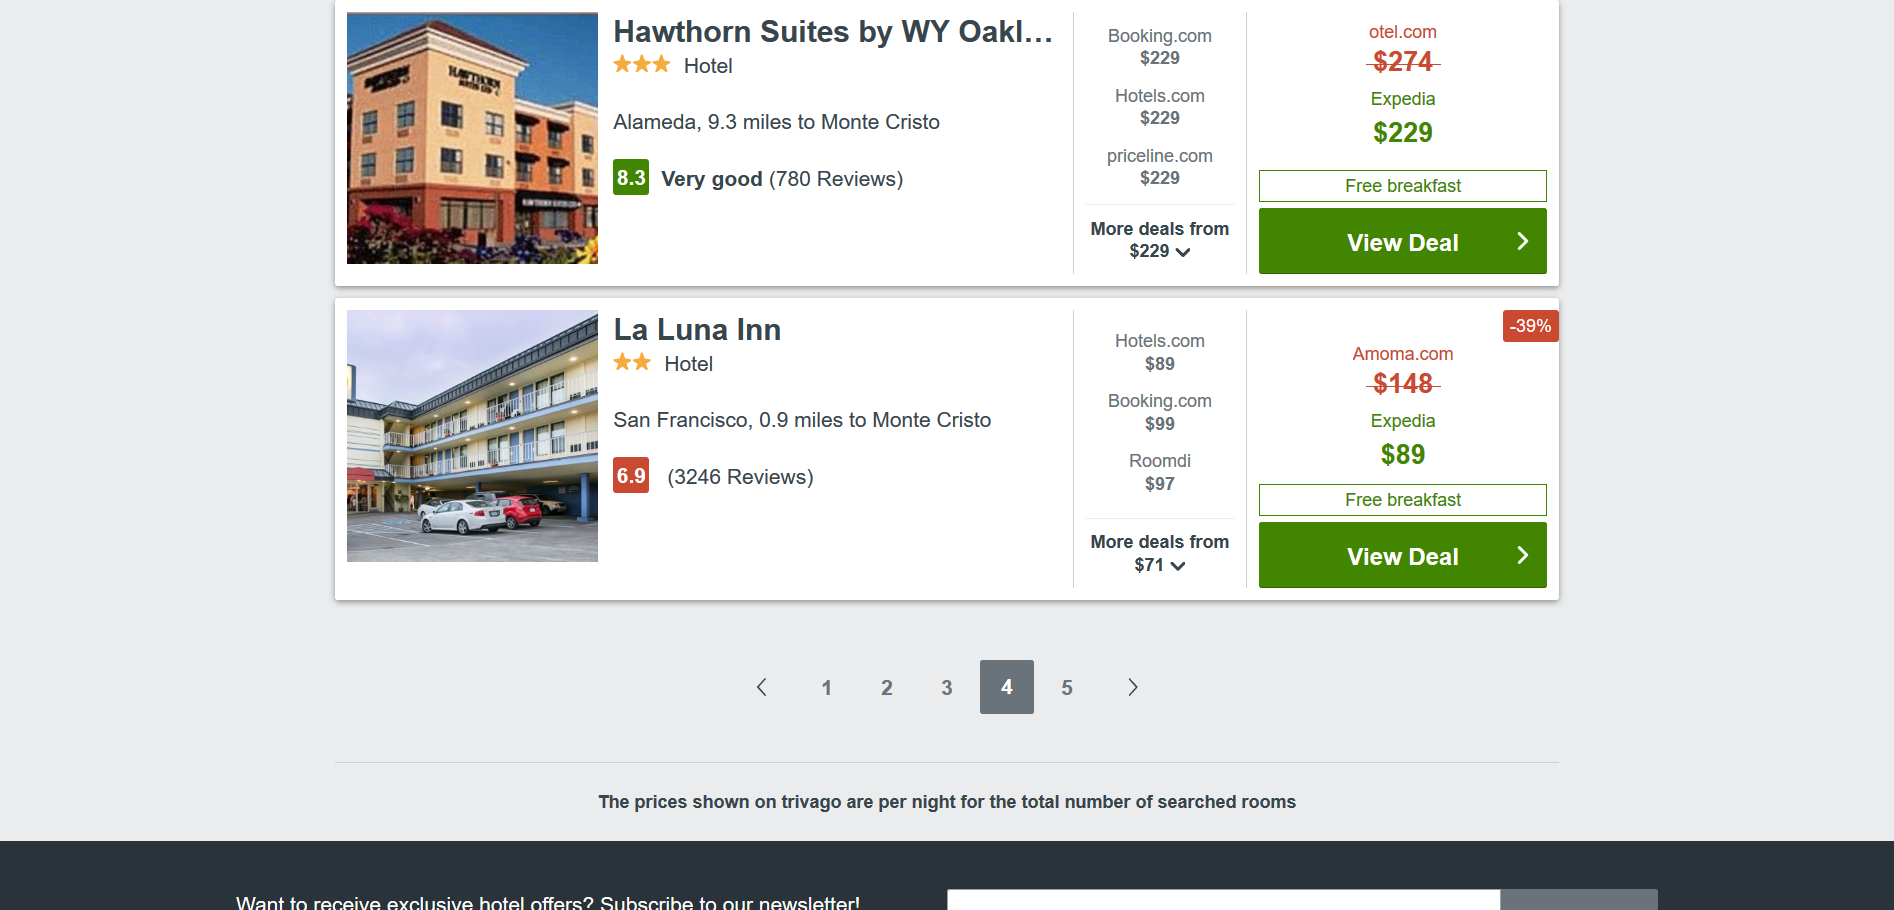 Hawthorn Suites by WY Oakl...
Hotel
Alameda, 9.3 miles to Monte Cristo
8.3 Very good (780 Reviews)
Booking.com
$229
Hotels.com
$229
priceline.com
$229
More deals from
$229
otel.com
$274
Expedia
$229
Free breakfast
View Deal
HAWTHORN
La Luna Inn
Hotel
San Francisco, 0.9 miles to Monte Cristo
6.9 (3246 Reviews)
Hotels.com
$89
Booking.com
$99
Roomdi
$97
More deals from
$71
-39%
Amoma.com
$148
Expedia
$89
Free breakfast
View Deal
1 2 3 4 5
The prices shown on trivago are per night for the total number of searched rooms
Want to receive exclusive hotel offers? Subscribe to our newsletter!